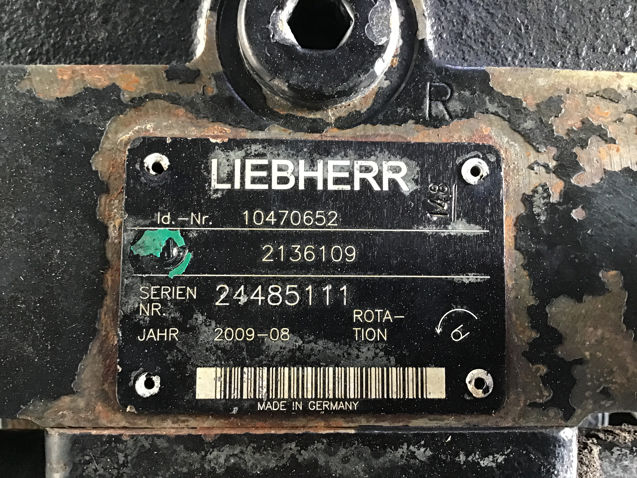 R
LIEBHERR
Id.-Nr. 10470652
2136109
SERIEN NR. 24485111
JAHR 2009-08 ROTA-
TION
MADE IN GERMANY